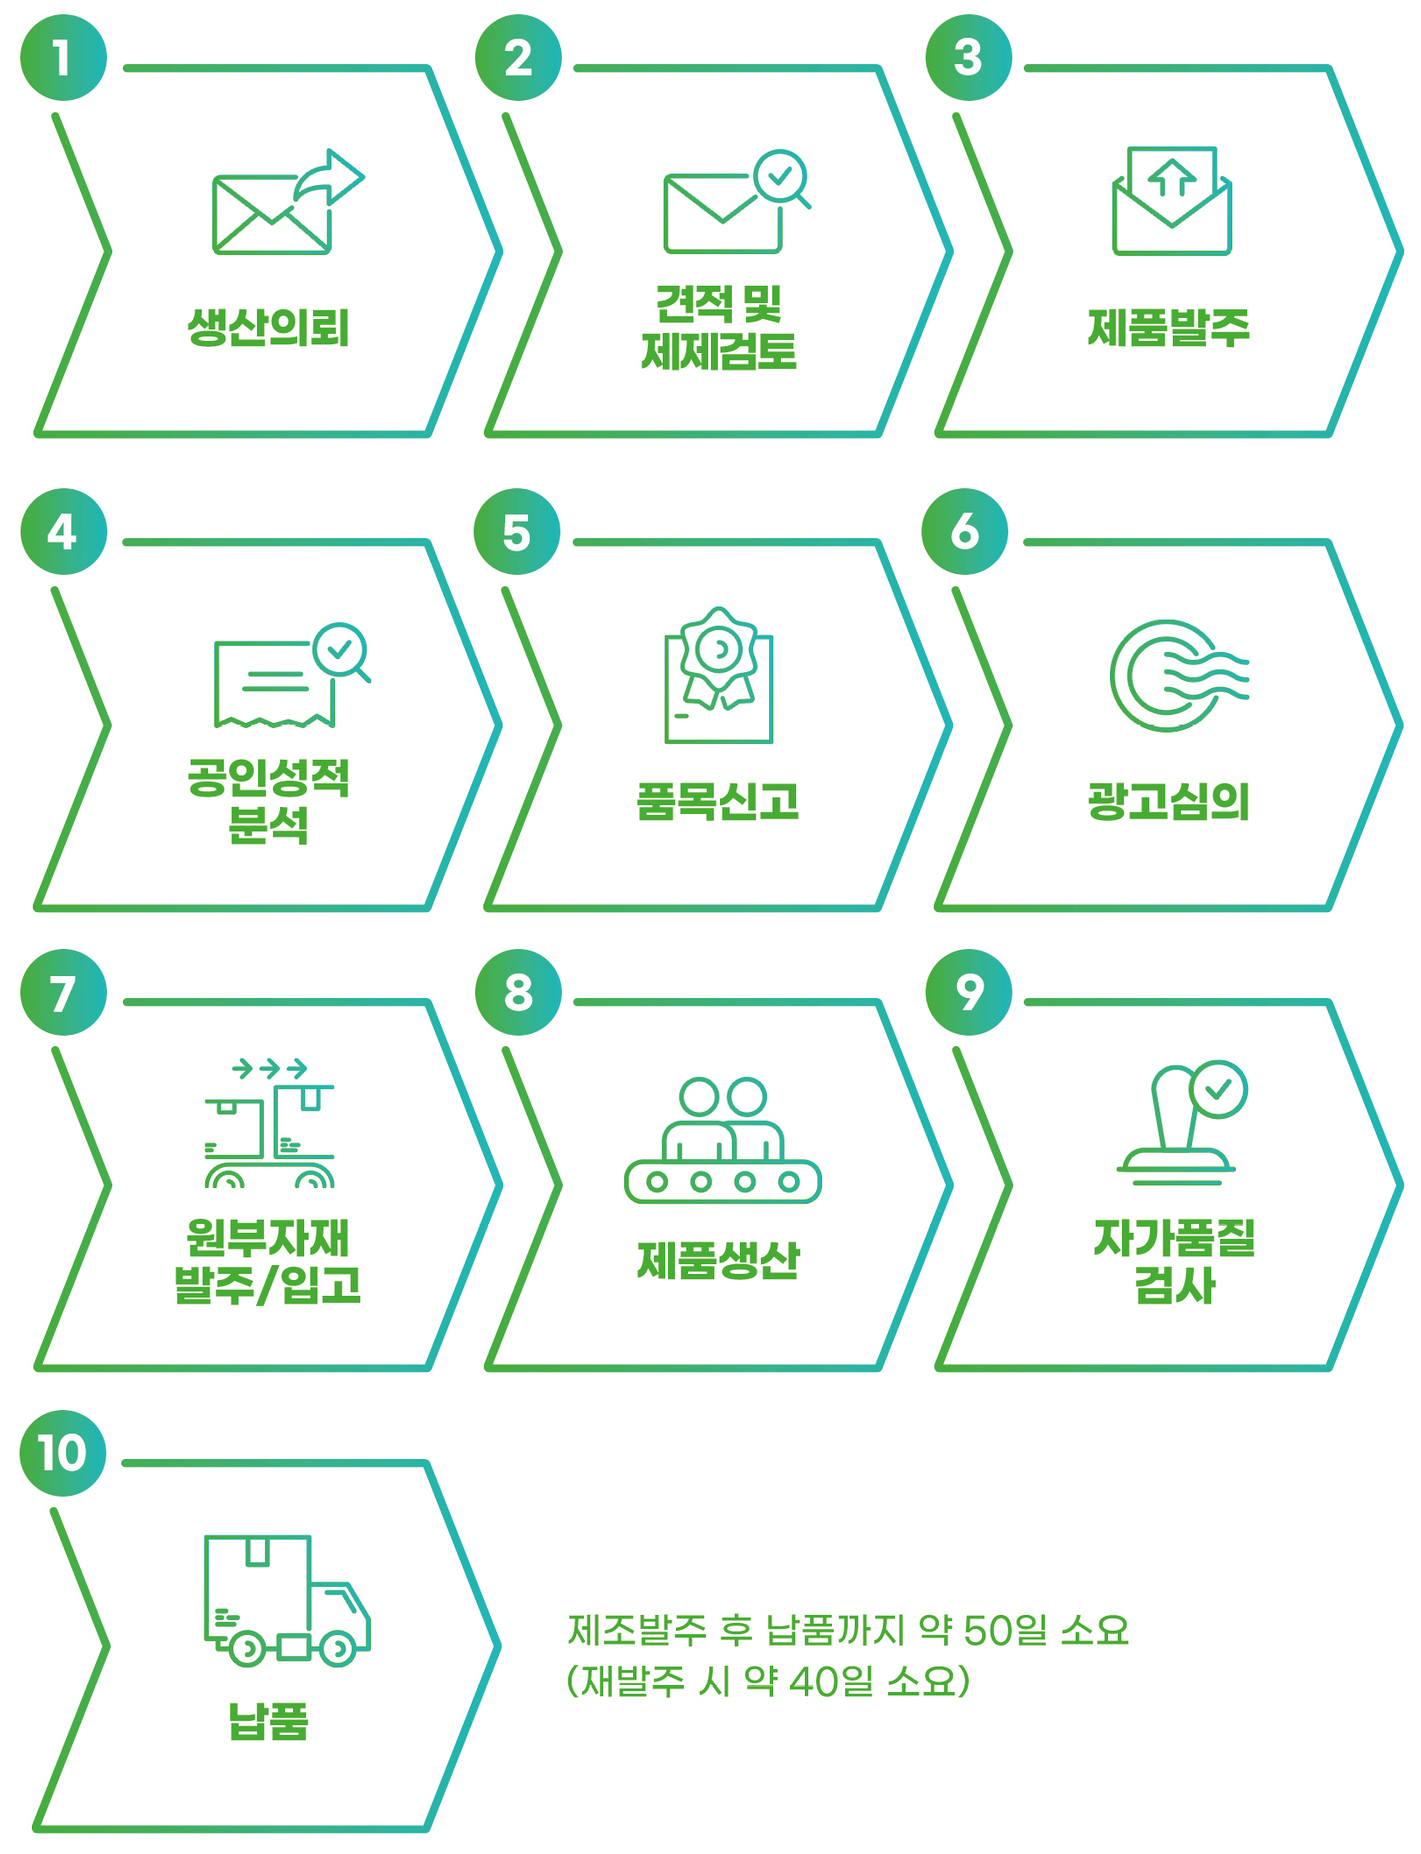 1
생산의뢰
2
견적 및
제제검토
3
제품발주
4
공인성적
분석
5
품목신고
6
광고심의
7
원부자재
발주/입고
8
제품생산
9
자가품질
검사
10
납품
제조발주 후 납품까지 약 50일 소요
(재발주 시 약 40일 소요)